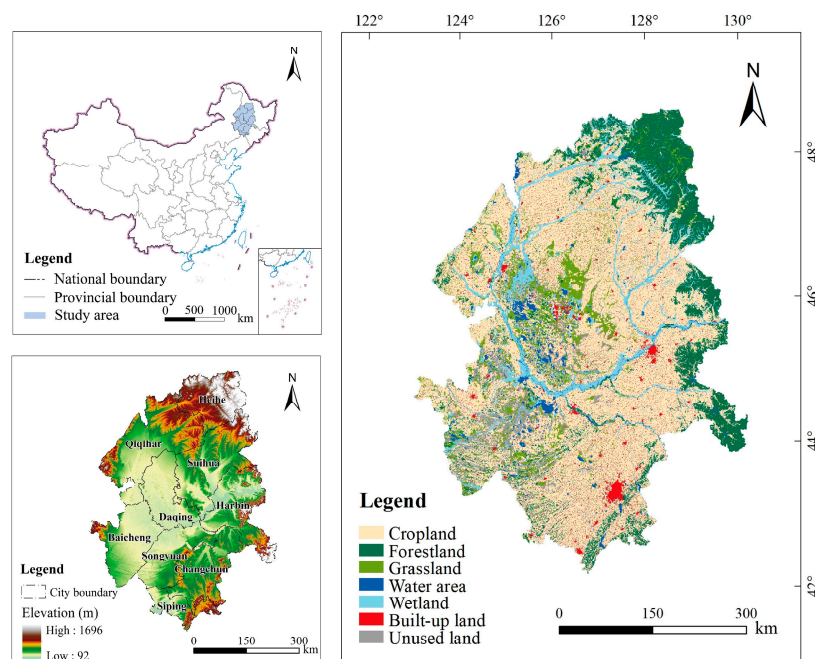 N
Legend
National boundary
Provincial boundary
Study area
0 500 1000
km
N
Heihe
Qiqihar
Suihua
Harbin
Daqing
Baicheng
Songyuan
Changchun
Siping
Legend
City boundary
Elevation (m)
High : 1696
Low : 92
0 150 300
km
122° 124° 126° 128° 130°
N
48°
46°
44°
42°
Legend
Cropland
Forestland
Grassland
Water area
Wetland
Built-up land
Unused land
0 150 300
km